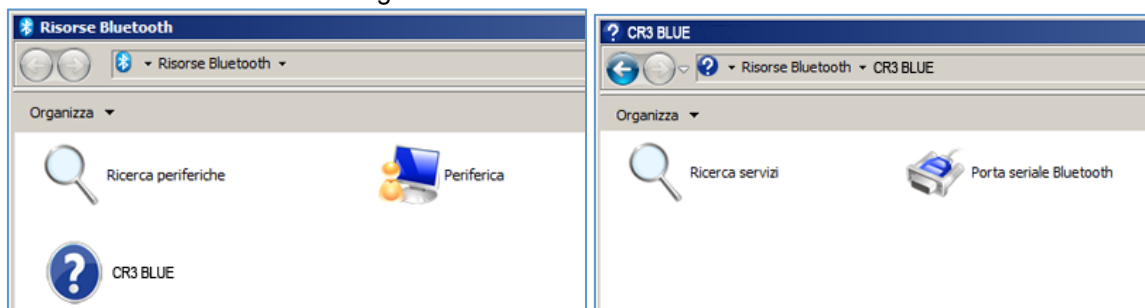 Risorse Bluetooth
Risorse Bluetooth
Organizza
Ricerca periferiche
Periferica
CR3 BLUE
CR3 BLUE
Risorse Bluetooth CR3 BLUE
Organizza
Ricerca servizi
Porta seriale Bluetooth